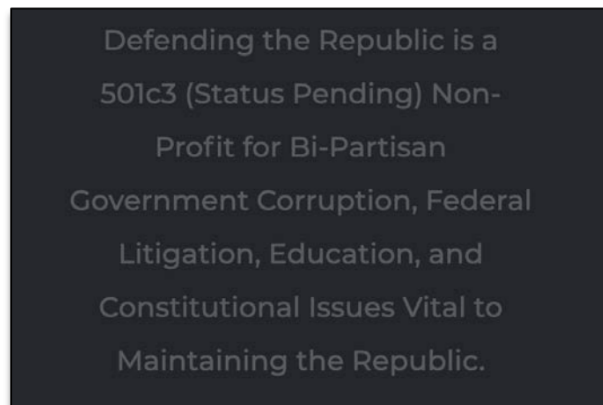 Defending the Republic is a
501c3 (Status Pending) Non-
Profit for Bi-Partisan
Government Corruption, Federal
Litigation, Education, and
Constitutional Issues Vital to
Maintaining the Republic.